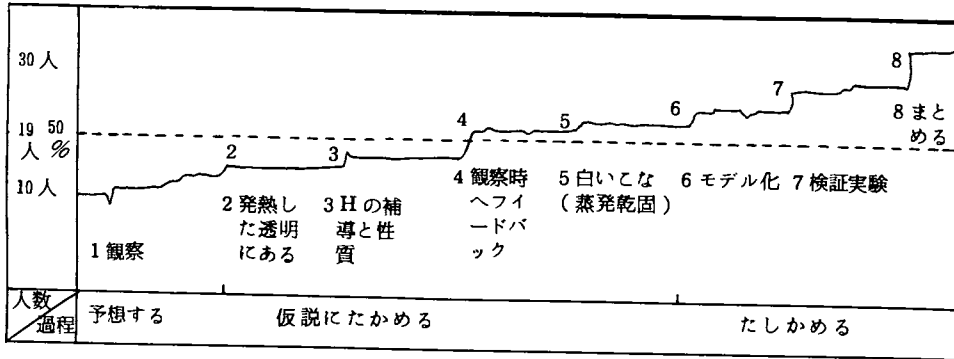 30人
19 50
人 %
10人
1 観察
2
2 発熱し
た透明
にある
3
3 Hの補
導と性
質
4
4 観察時
へフイ
ードバ
ック
5
5 白いこな
(蒸発乾固)
6
6 モデル化
7
7 検証実験
8
8 まと
める
人数
過程
予想する
仮説にたかめる
たしかめる